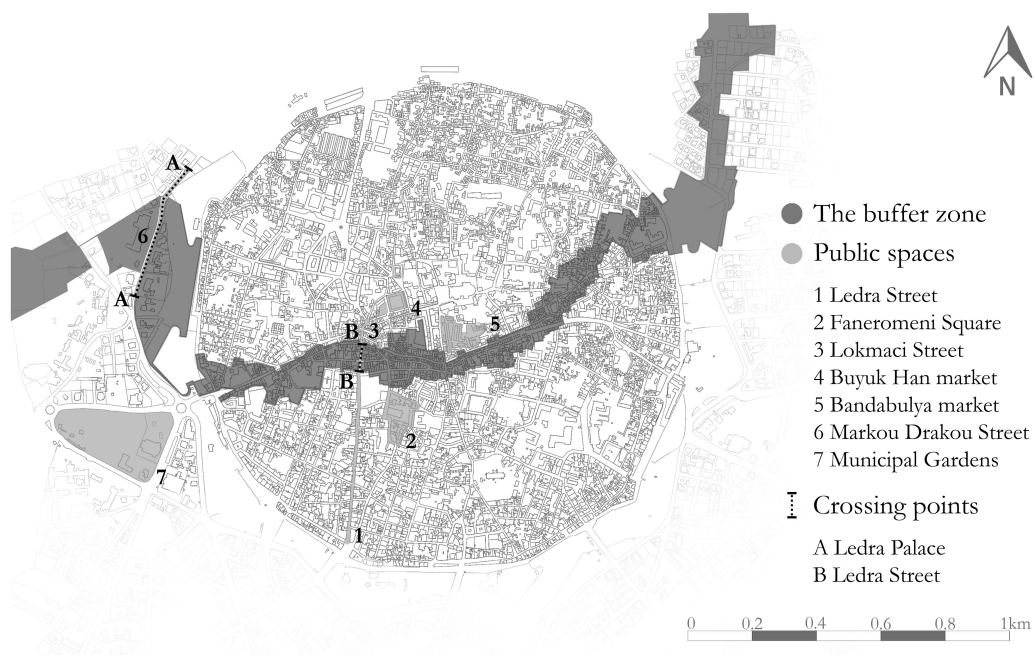 N
A
6
A
4
B
3
5
B
2
7
1
The buffer zone
Public spaces
1 Ledra Street
2 Faneromeni Square
3 Lokmaci Street
4 Buyuk Han market
5 Bandabulya market
6 Markou Drakou Street
7 Municipal Gardens
Crossing points
A Ledra Palace
B Ledra Street
0 0,2 0,4 0,6 0,8 1km